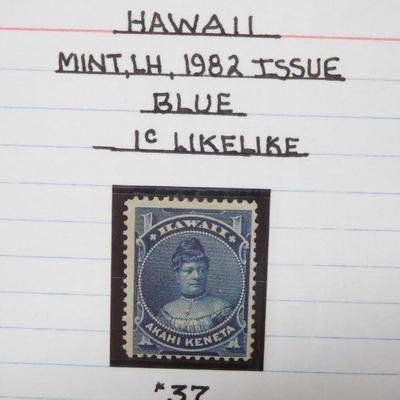 HAWAII
MINT, LH, 1982 ISSUE
BLUE
1c LIKELIKE
1 HAWAII 1
AKAHI KENETA
#37